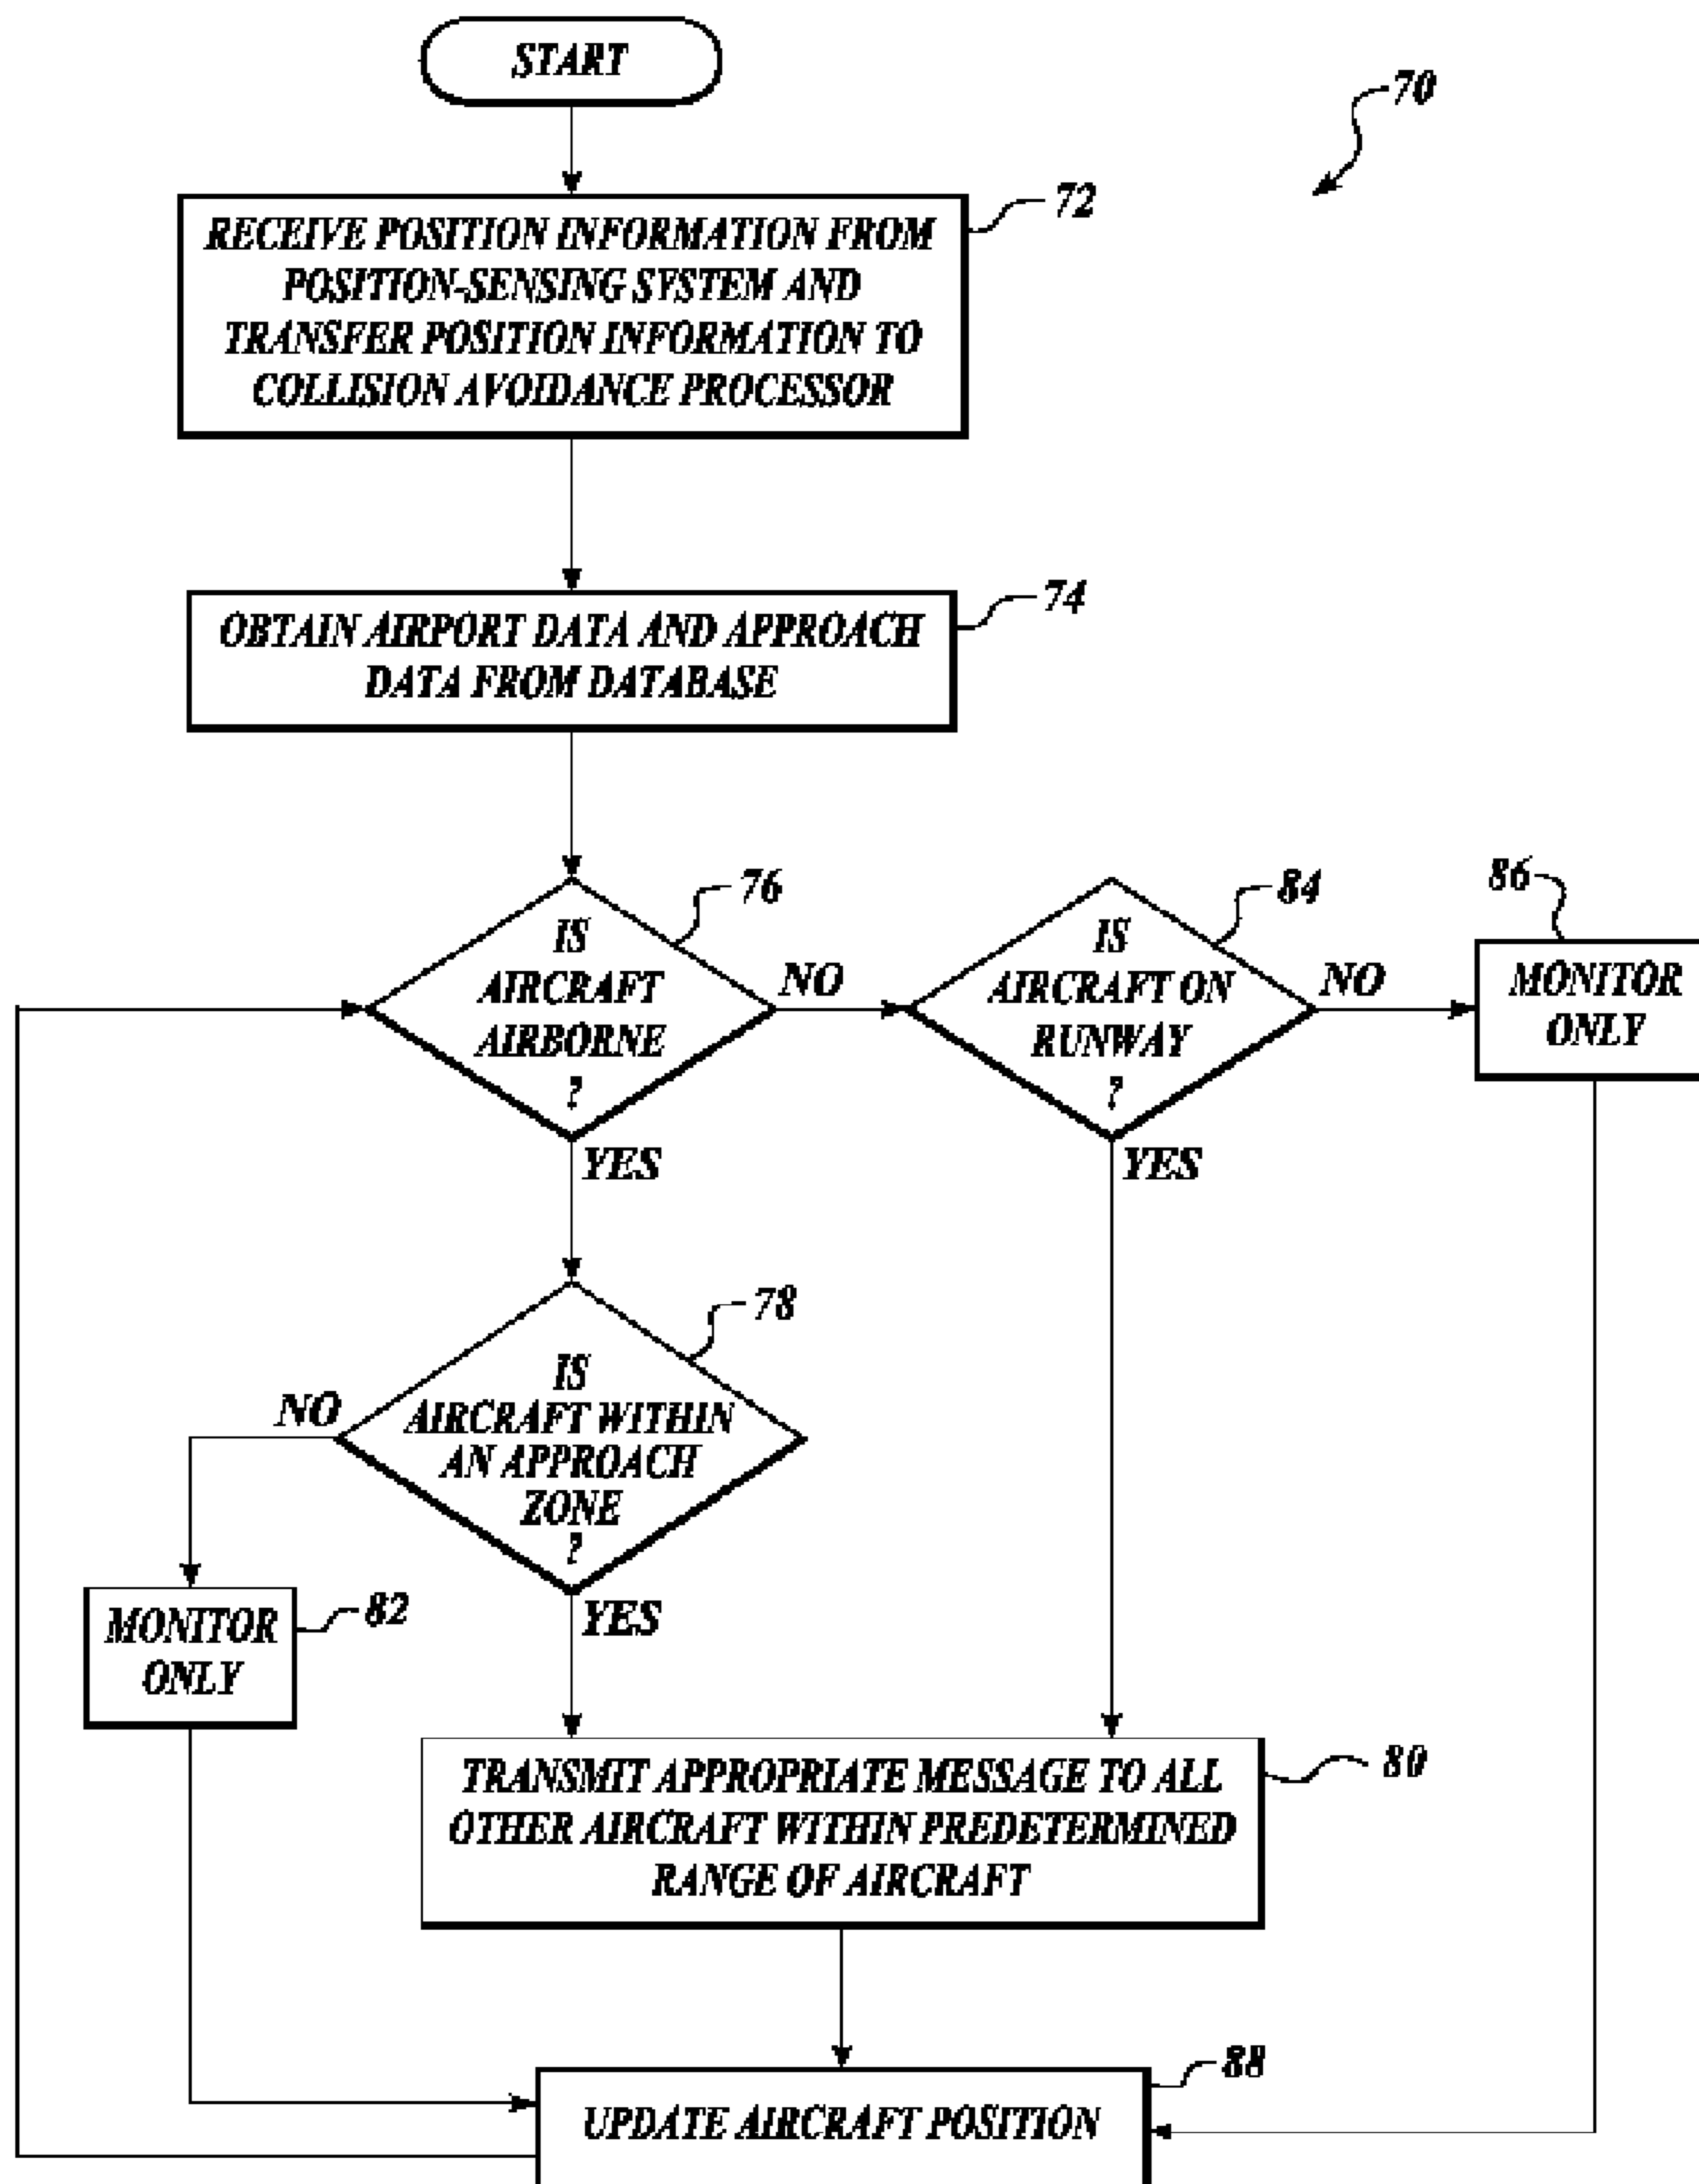 START
70
72
RECEIVE POSITION INFORMATION FROM
POSITION-SENSING SYSTEM AND
TRANSFER POSITION INFORMATION TO
COLLISION AVOIDANCE PROCESSOR
74
OBTAIN AIRPORT DATA AND APPROACH
DATA FROM DATABASE
76
IS
AIRCRAFT
AIRBORNE
?
NO
YES
84
IS
AIRCRAFT ON
RUNWAY
?
NO
YES
86
MONITOR
ONLY
78
IS
AIRCRAFT WITHIN
AN APPROACH
ZONE
?
NO
YES
82
MONITOR
ONLY
80
TRANSMIT APPROPRIATE MESSAGE TO ALL
OTHER AIRCRAFT WITHIN PREDETERMINED
RANGE OF AIRCRAFT
88
UPDATE AIRCRAFT POSITION